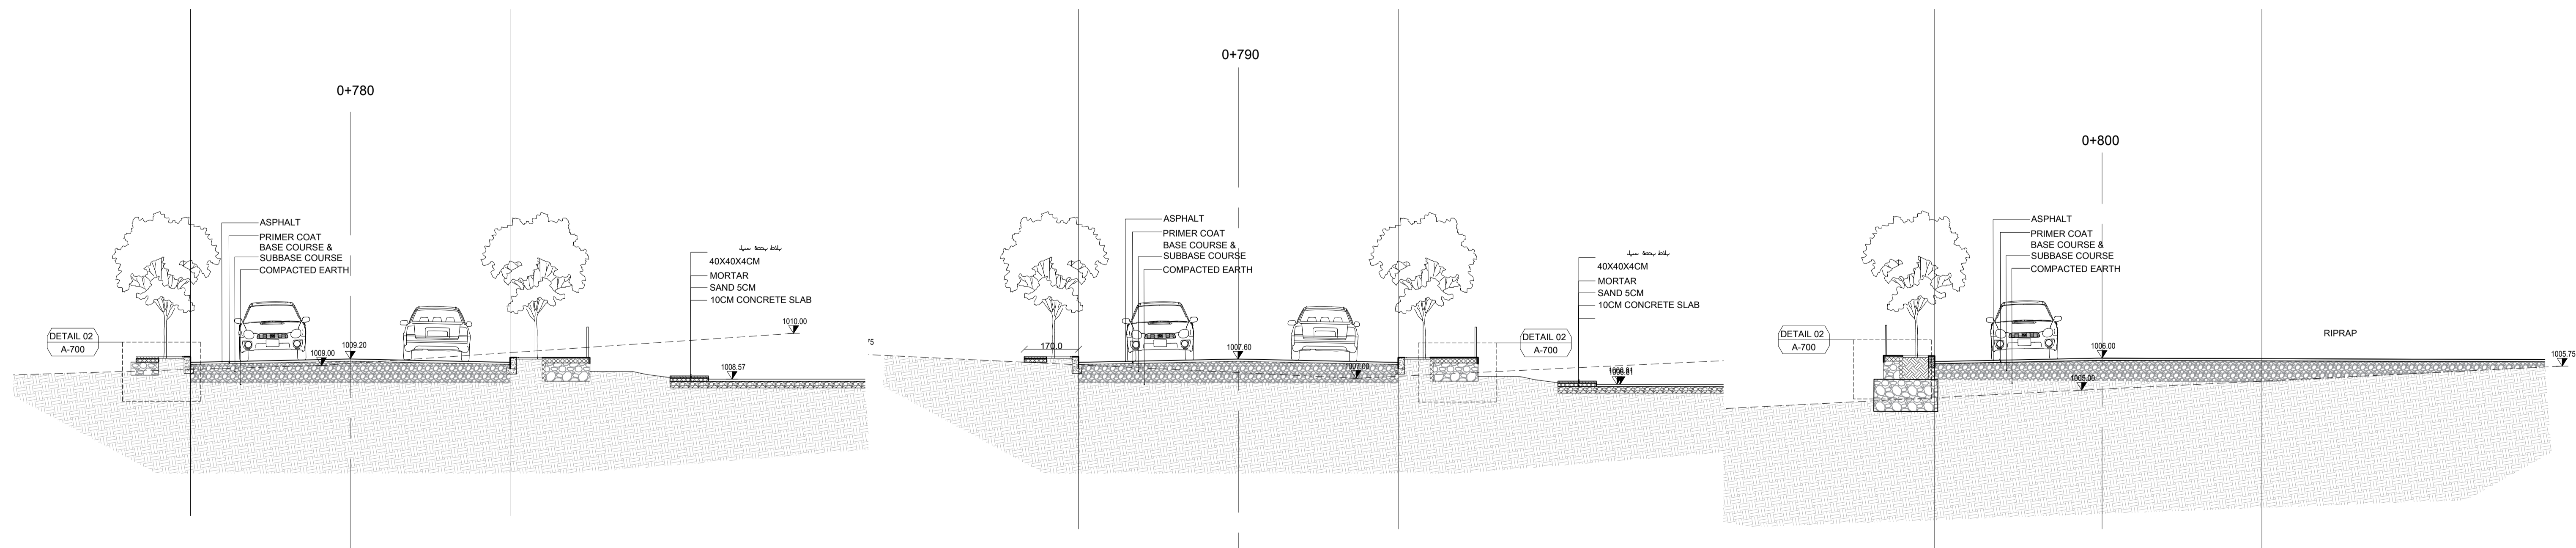 0+780
ASPHALT
PRIMER COAT
BASE COURSE &
SUBBASE COURSE
COMPACTED EARTH
40X40X4CM
MORTAR
SAND 5CM
10CM CONCRETE SLAB
DETAIL 02
A-700
1009.00
1009.20
1010.00
1008.57
75
0+790
ASPHALT
PRIMER COAT
BASE COURSE &
SUBBASE COURSE
COMPACTED EARTH
40X40X4CM
MORTAR
SAND 5CM
10CM CONCRETE SLAB
170.0
1007.60
1007.00
DETAIL 02
A-700
0+800
ASPHALT
PRIMER COAT
BASE COURSE &
SUBBASE COURSE
COMPACTED EARTH
DETAIL 02
A-700
1006.00
1005.00
RIPRAP
1005.75